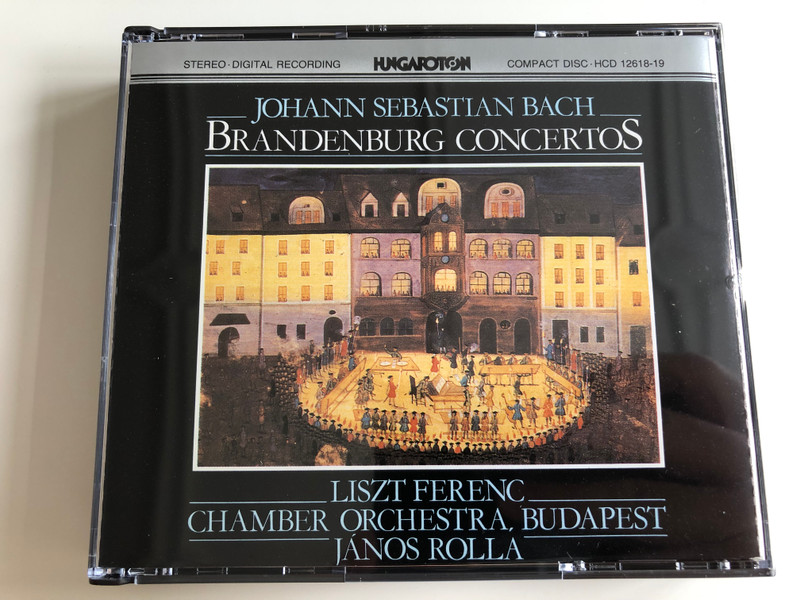 STEREO · DIGITAL RECORDING HUNGAROTON COMPACT DISC · HCD 12618-19
JOHANN SEBASTIAN BACH
BRANDENBURG CONCERTOS
LISZT FERENC
CHAMBER ORCHESTRA, BUDAPEST
JÁNOS ROLLA